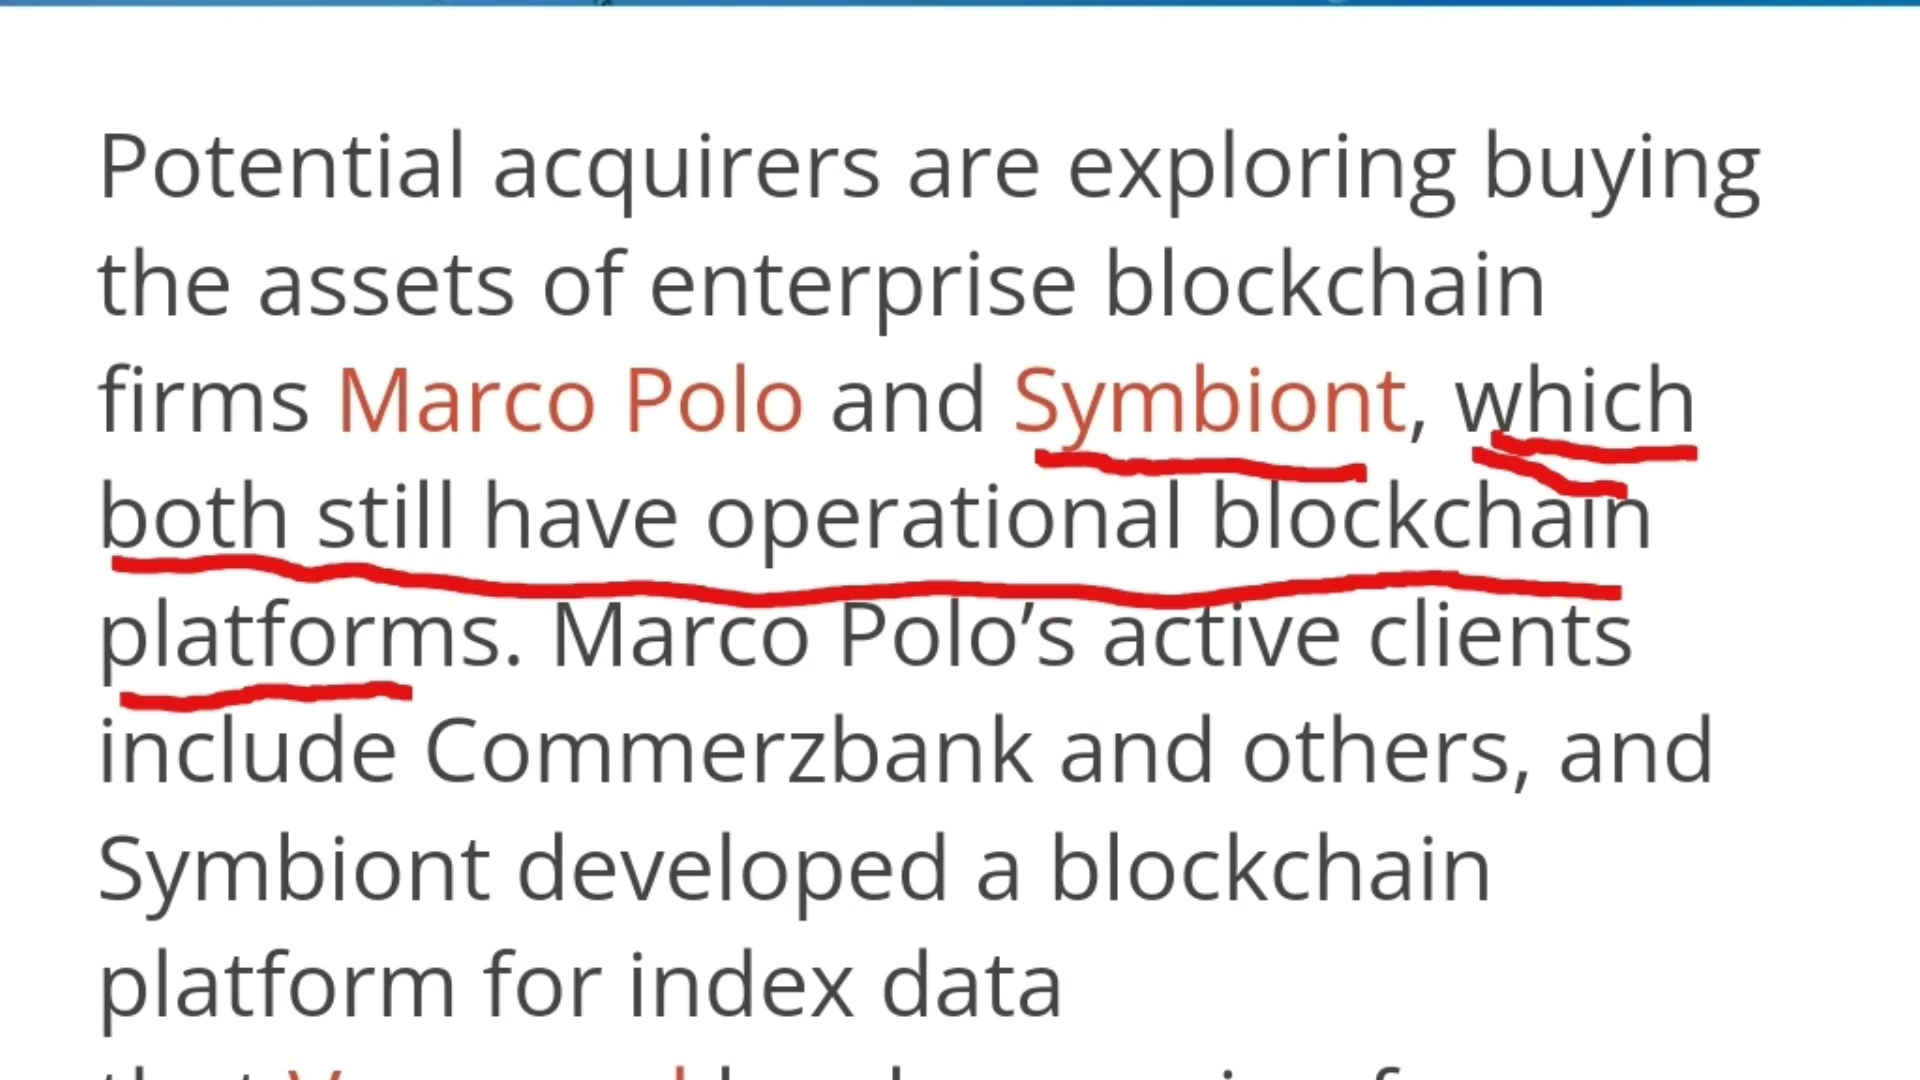 Potential acquirers are exploring buying
the assets of enterprise blockchain
firms Marco Polo and Symbiont, which
both still have operational blockchain
platforms. Marco Polo’s active clients
include Commerzbank and others, and
Symbiont developed a blockchain
platform for index data